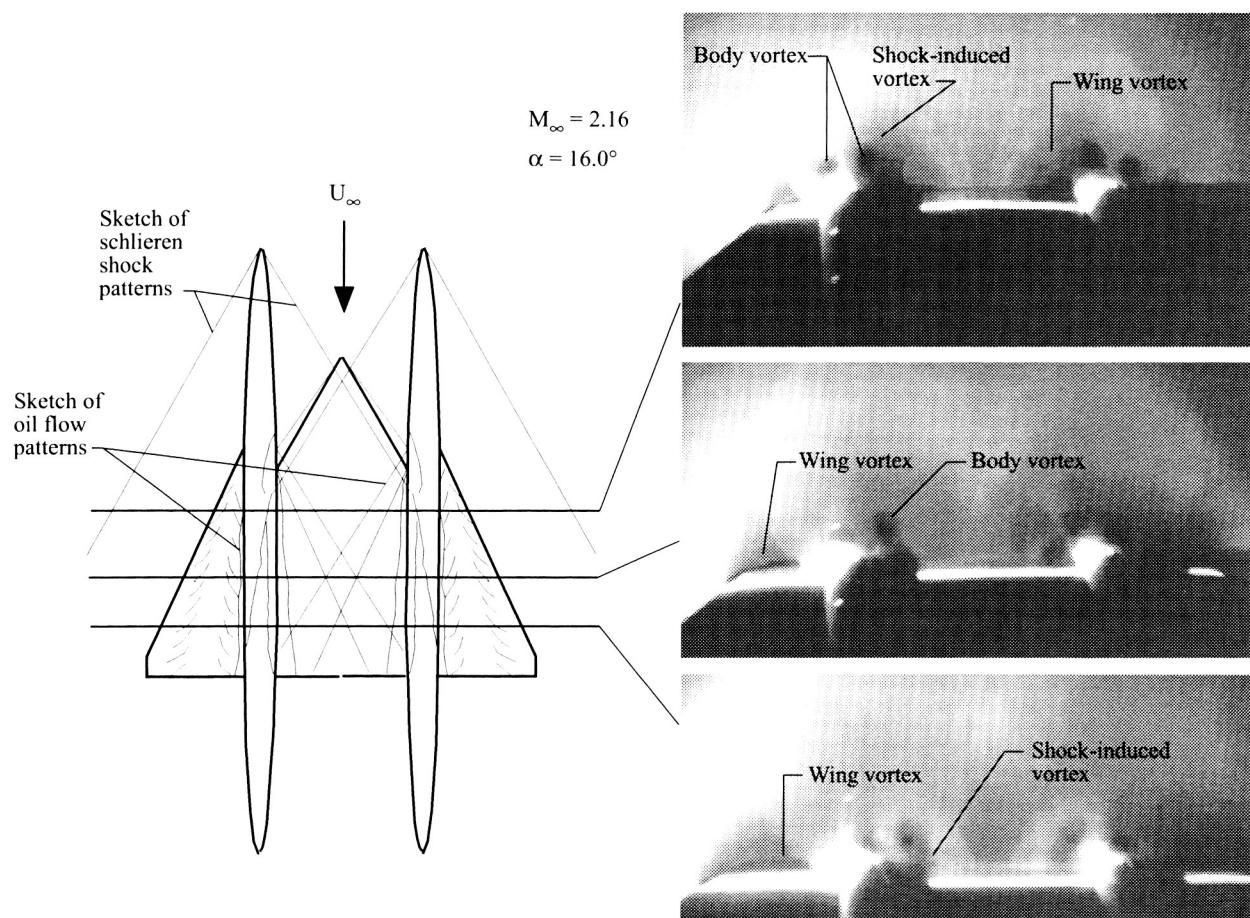 M∞ = 2.16
α = 16.0°
U∞
Sketch of
schlieren
shock
patterns
Sketch of
oil flow
patterns
Body vortex
Shock-induced
vortex
Wing vortex
Wing vortex
Body vortex
Wing vortex
Shock-induced
vortex